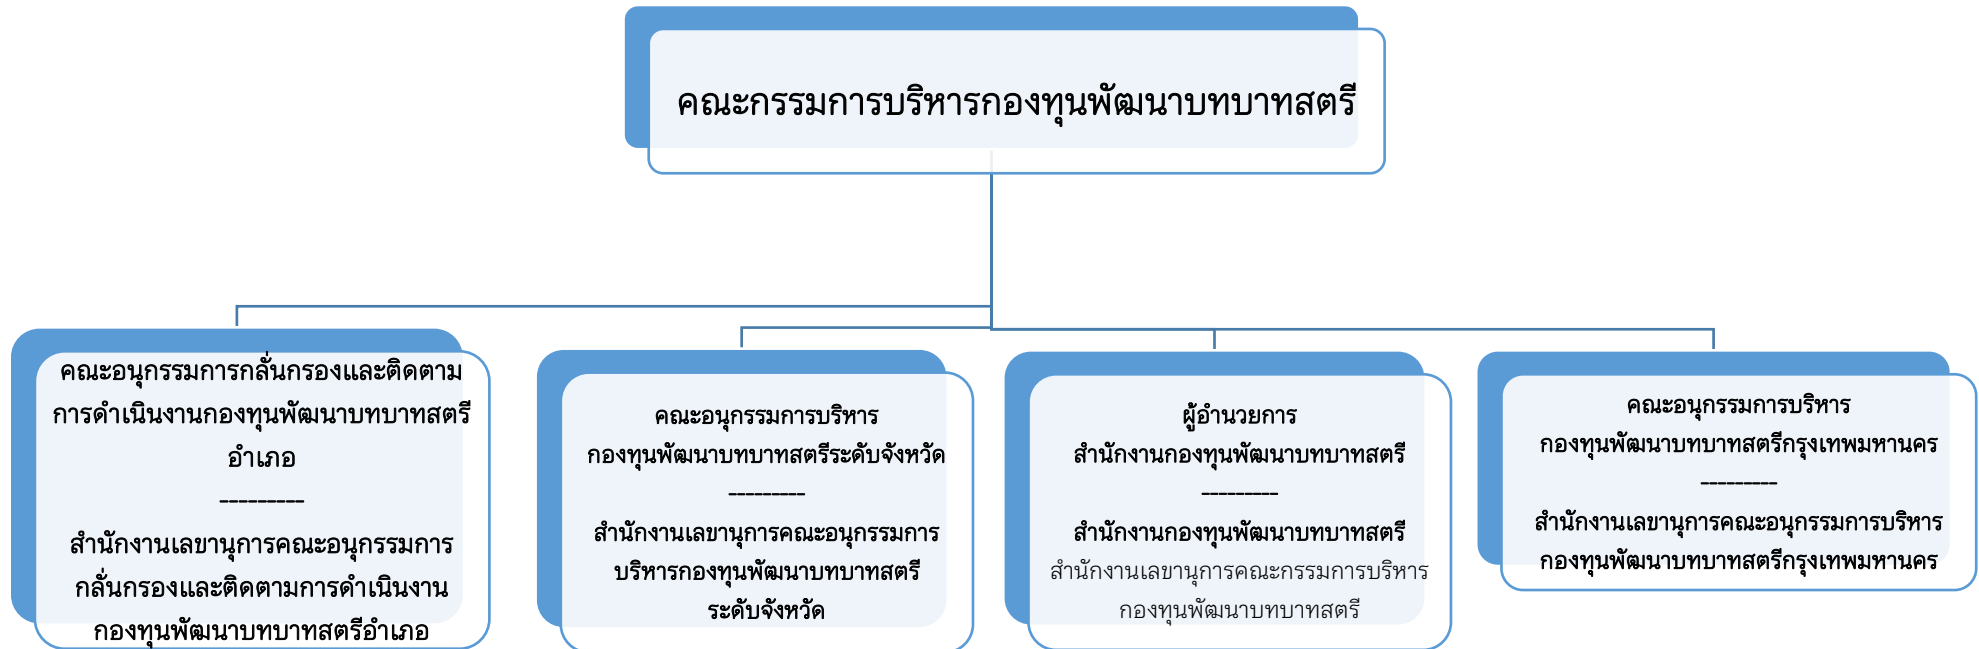 คณะกรรมการบริหารกองทุนพัฒนาบทบาทสตรี
คณะอนุกรรมการกลั่นกรองและติดตาม
การดำเนินงานกองทุนพัฒนาบทบาทสตรี
อำเภอ
---------
สำนักงานเลขานุการคณะอนุกรรมการ
กลั่นกรองและติดตามการดำเนินงาน
กองทุนพัฒนาบทบาทสตรีอำเภอ
คณะอนุกรรมการบริหาร
กองทุนพัฒนาบทบาทสตรีระดับจังหวัด
---------
สำนักงานเลขานุการคณะอนุกรรมการ
บริหารกองทุนพัฒนาบทบาทสตรี
ระดับจังหวัด
ผู้อำนวยการ
สำนักงานกองทุนพัฒนาบทบาทสตรี
---------
สำนักงานกองทุนพัฒนาบทบาทสตรี
สำนักงานเลขานุการคณะกรรมการบริหาร
กองทุนพัฒนาบทบาทสตรี
คณะอนุกรรมการบริหาร
กองทุนพัฒนาบทบาทสตรีกรุงเทพมหานคร
---------
สำนักงานเลขานุการคณะอนุกรรมการบริหาร
กองทุนพัฒนาบทบาทสตรีกรุงเทพมหานคร